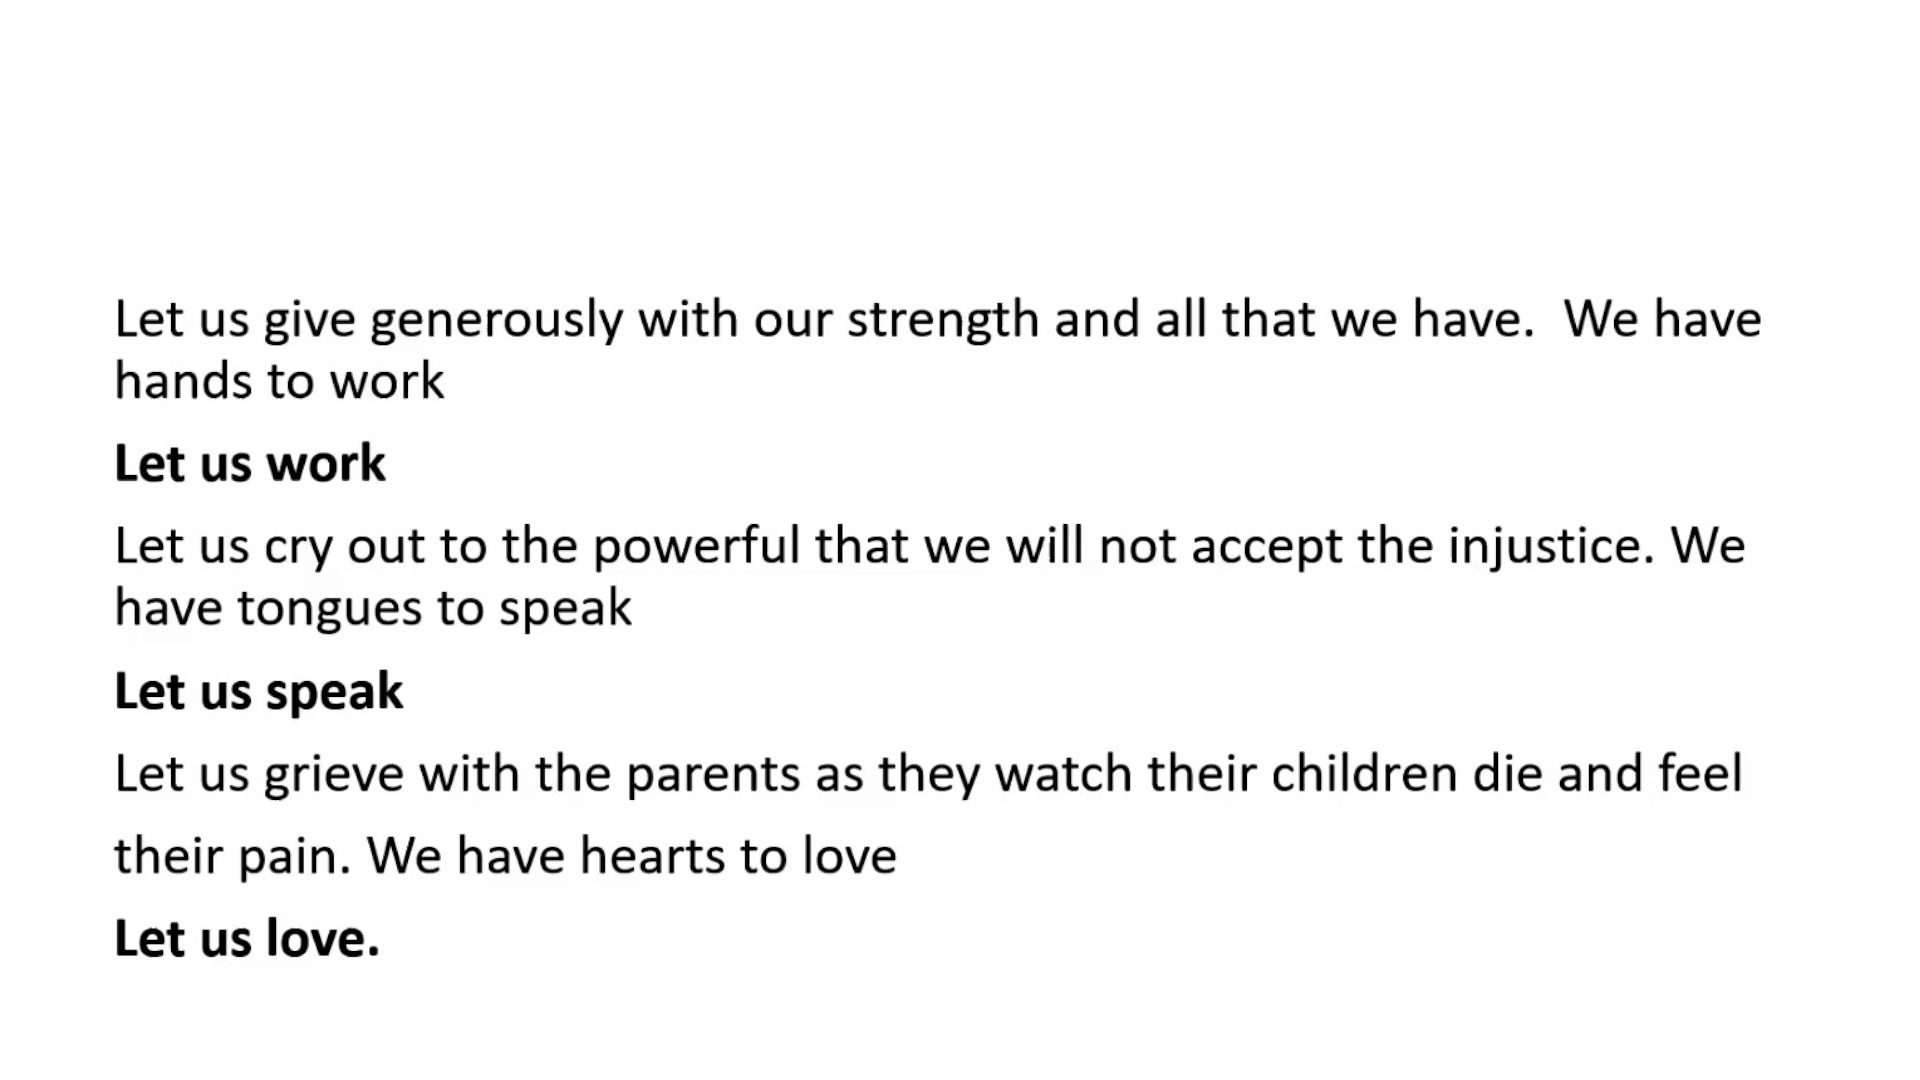 Let us give generously with our strength and all that we have.  We have
hands to work
Let us work
Let us cry out to the powerful that we will not accept the injustice. We
have tongues to speak
Let us speak
Let us grieve with the parents as they watch their children die and feel
their pain. We have hearts to love
Let us love.